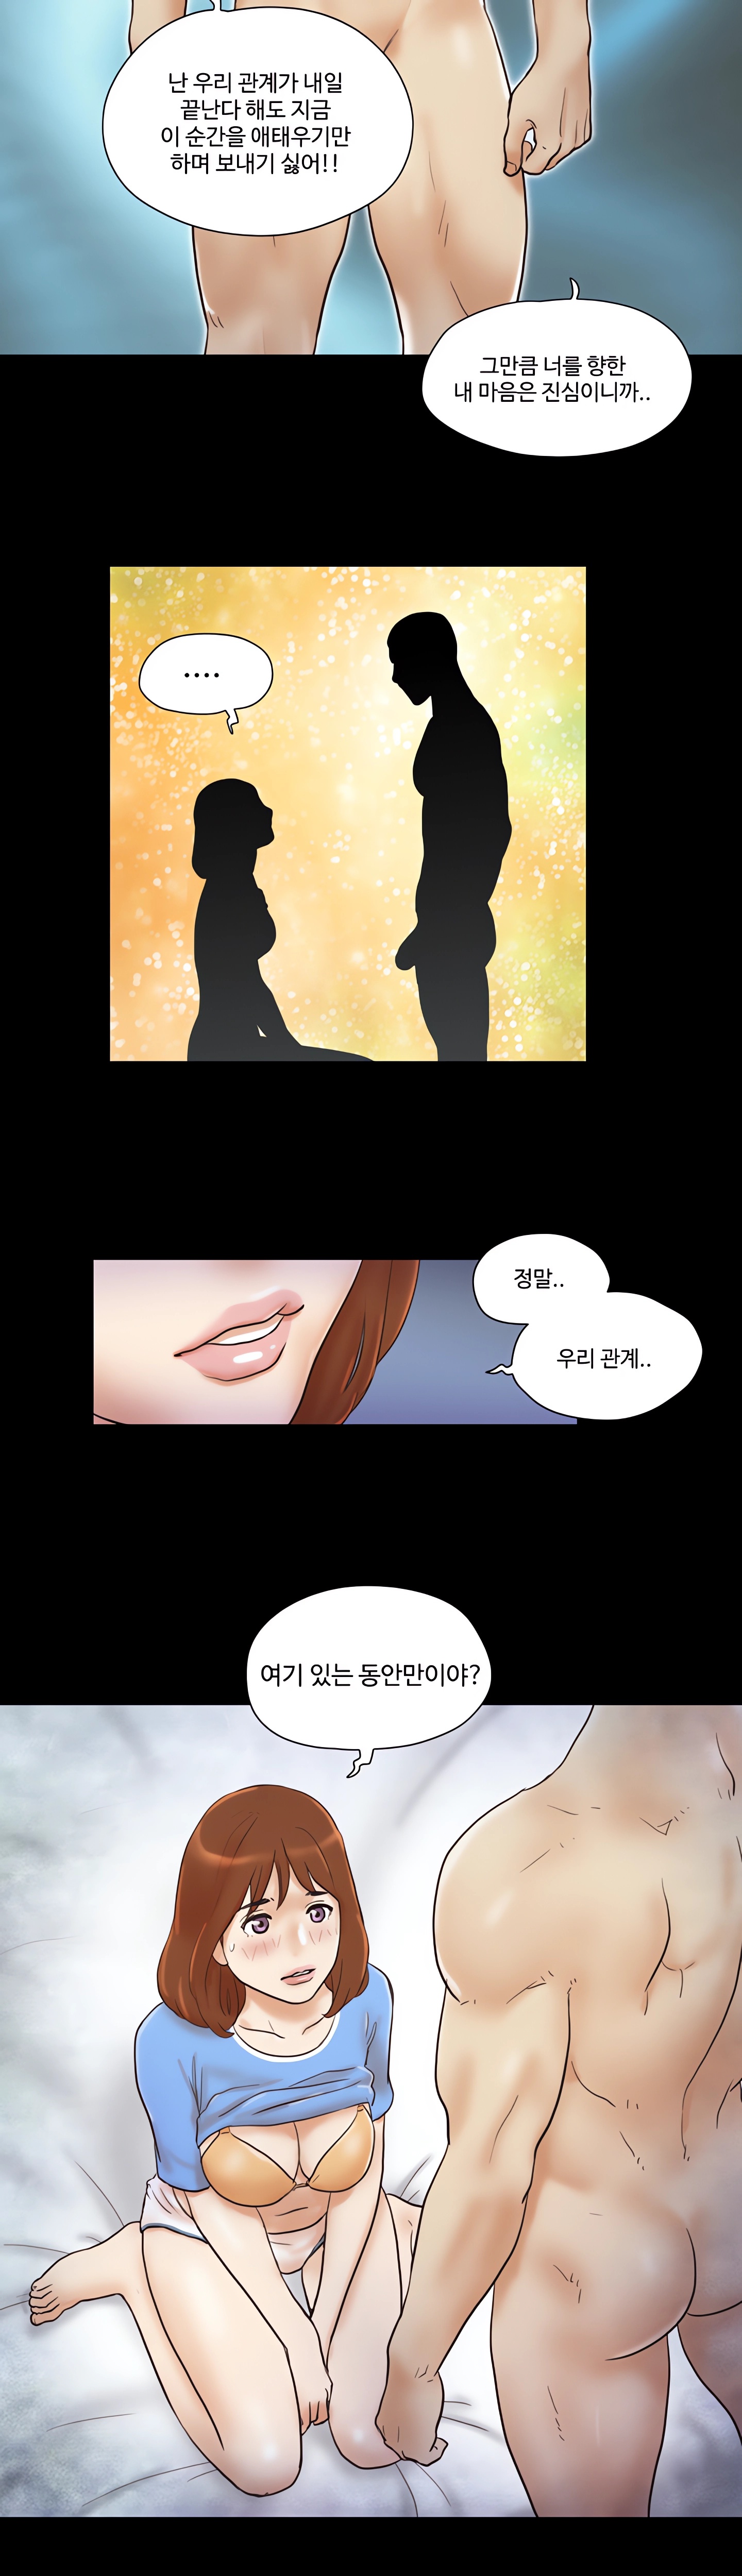 난 우리 관계가 내일
끝난다 해도 지금
이 순간을 애태우기만
하며 보내기 싫어!!
그만큼 너를 향한
내 마음은 진심이니까..
....
정말..
우리 관계..
여기 있는 동안만이야?